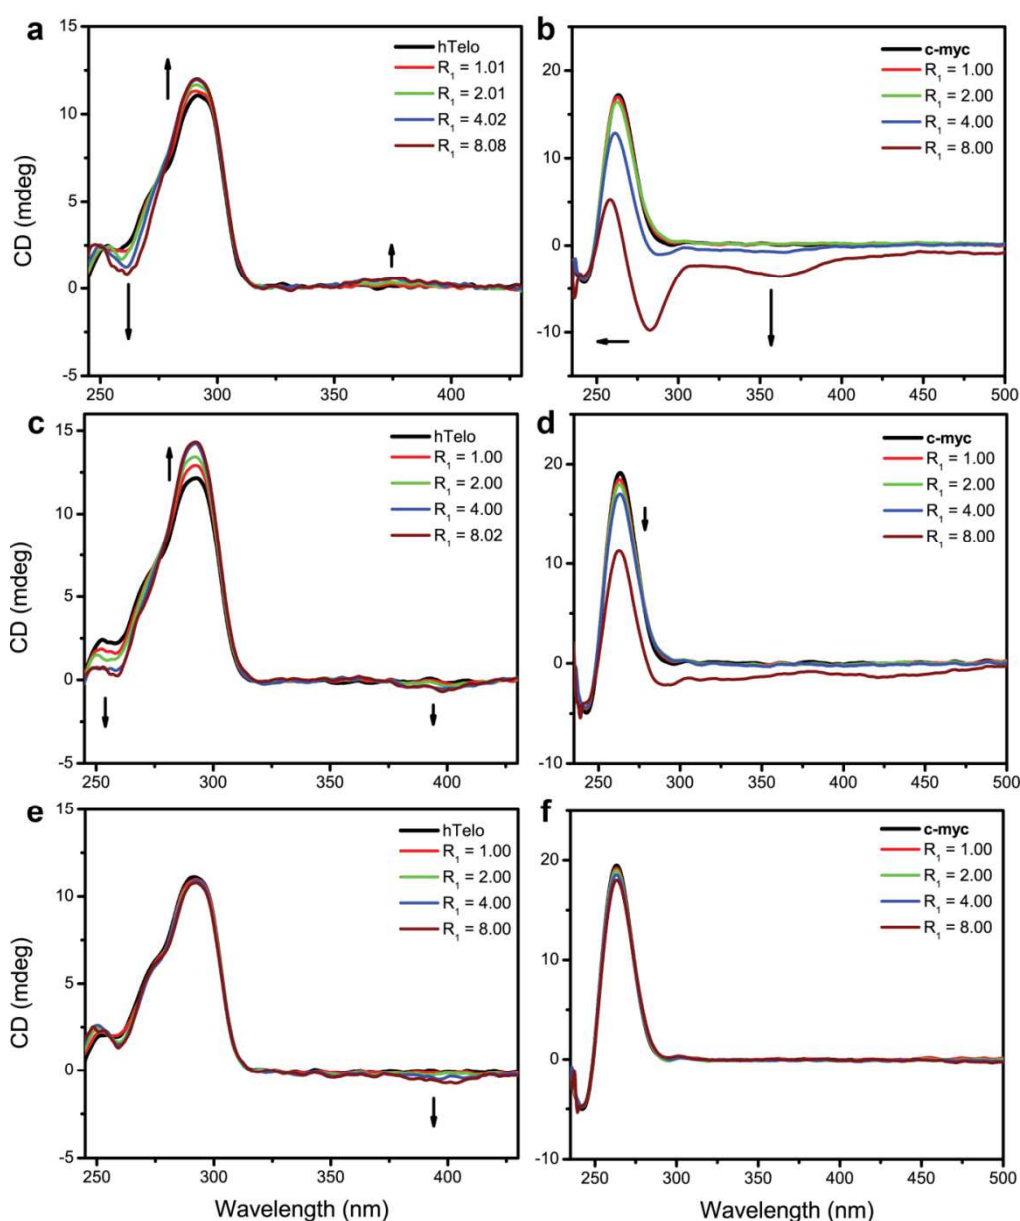 a
hTelo
R1 = 1.01
R1 = 2.01
R1 = 4.02
R1 = 8.08
CD (mdeg)
15
10
5
0
-5
250 300 350 400
b
c-myc
R1 = 1.00
R1 = 2.00
R1 = 4.00
R1 = 8.00
20
10
0
-10
250 300 350 400 450 500
c
hTelo
R1 = 1.00
R1 = 2.00
R1 = 4.00
R1 = 8.02
CD (mdeg)
15
10
5
0
-5
250 300 350 400
d
c-myc
R1 = 1.00
R1 = 2.00
R1 = 4.00
R1 = 8.00
20
10
0
-10
250 300 350 400 450 500
e
hTelo
R1 = 1.00
R1 = 2.00
R1 = 4.00
R1 = 8.00
CD (mdeg)
15
10
5
0
-5
250 300 350 400
Wavelength (nm)
f
c-myc
R1 = 1.00
R1 = 2.00
R1 = 4.00
R1 = 8.00
20
10
0
-10
250 300 350 400 450 500
Wavelength (nm)